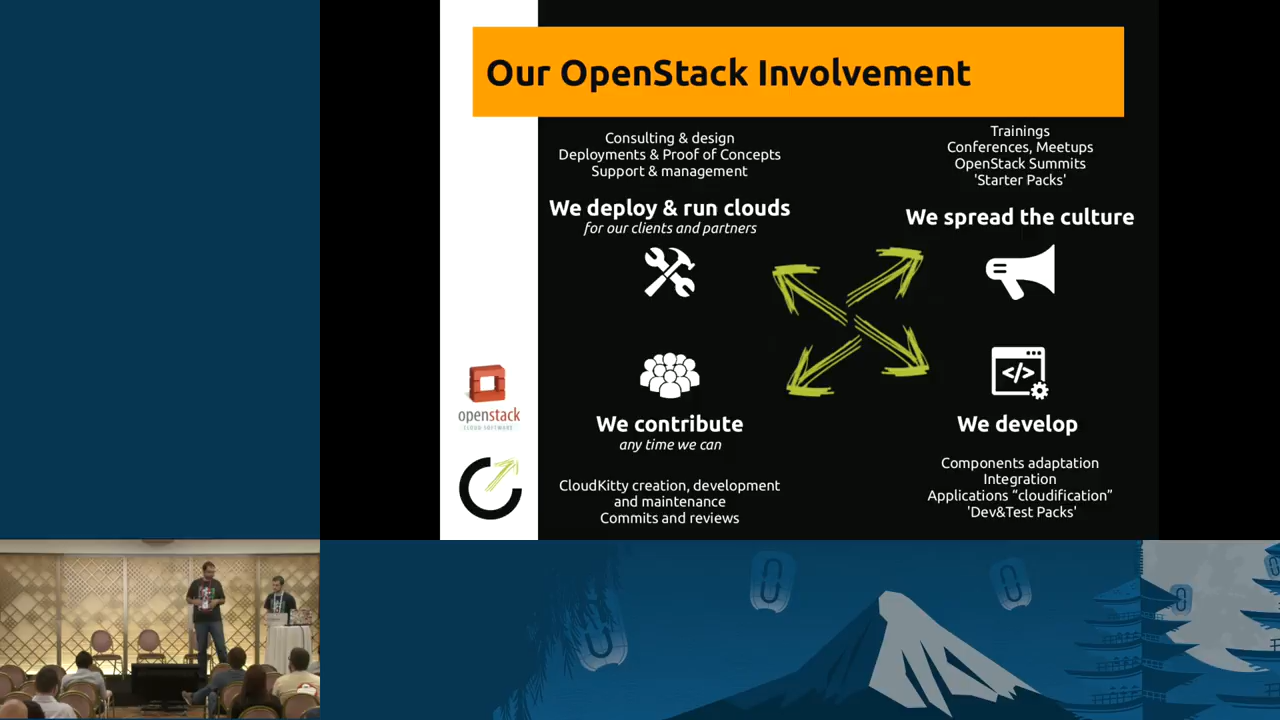 Our OpenStack Involvement
Consulting & design
Deployments & Proof of Concepts
Support & management
We deploy & run clouds
for our clients and partners
Trainings
Conferences, Meetups
OpenStack Summits
'Starter Packs'
We spread the culture
We contribute
any time we can
CloudKitty creation, development
and maintenance
Commits and reviews
</>
We develop
Components adaptation
Integration
Applications “cloudification”
'Dev&Test Packs'
openstack
CLOUD SOFTWARE